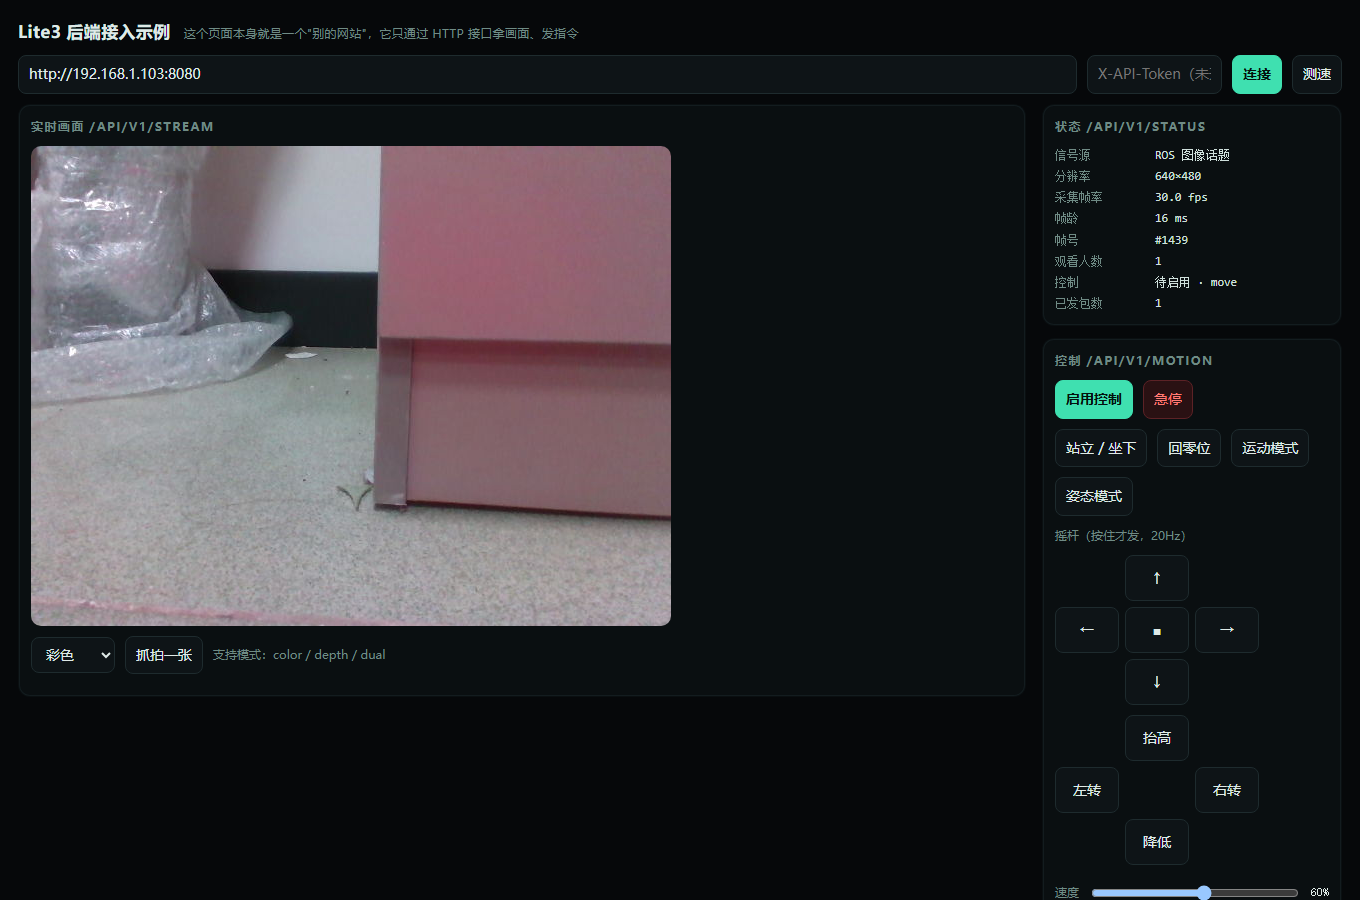 Lite3 后端接入示例 这个页面本身就是一个"别的网站"，它只通过 HTTP 接口拿画面、发指令
http://192.168.1.103:8080
X-API-Token（未
连接
测速
实时画面 /API/V1/STREAM
彩色
抓拍一张
支持模式：color / depth / dual
状态 /API/V1/STATUS
信号源 ROS 图像话题
分辨率 640×480
采集帧率 30.0 fps
帧龄 16 ms
帧号 #1439
观看人数 1
控制 待启用 · move
已发包数 1
控制 /API/V1/MOTION
启用控制 急停
站立 / 坐下 回零位 运动模式
姿态模式
摇杆（按住才发，20Hz）
↑
← ■ →
↓
抬高
左转 右转
降低
速度 60%